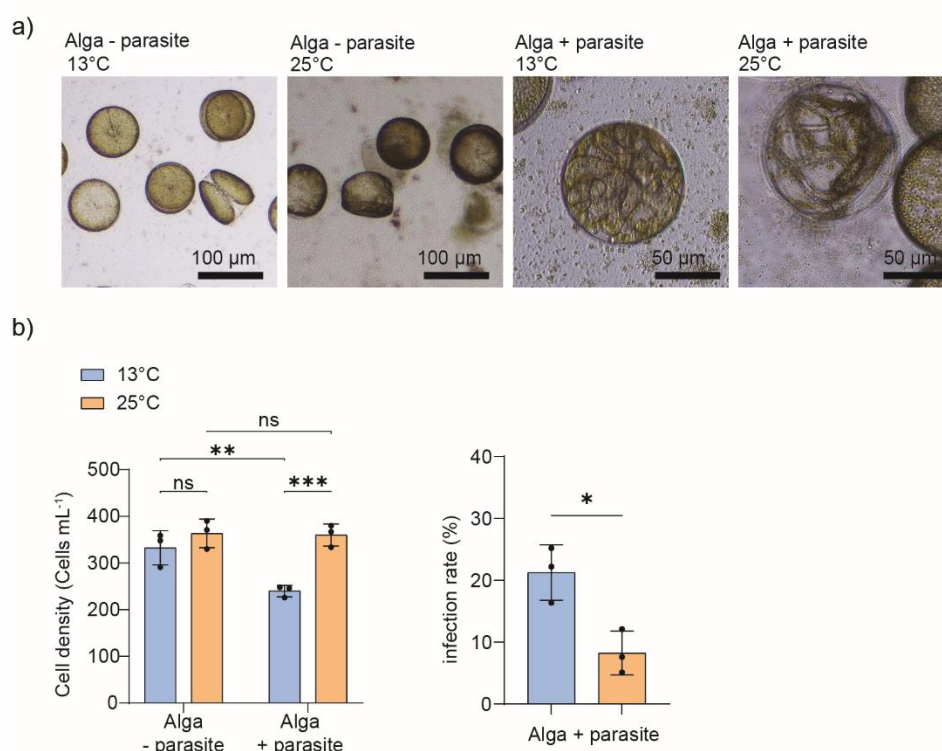 a)
Alga - parasite
13°C
Alga - parasite
25°C
Alga + parasite
13°C
Alga + parasite
25°C
100 µm
100 µm
50 µm
50 µm
b)
13°C
25°C
ns
**
ns
***
Cell density (Cells mL⁻¹)
500
400
300
200
100
0
Alga
- parasite
Alga
+ parasite
infection rate (%)
40
30
20
10
0
*
Alga + parasite